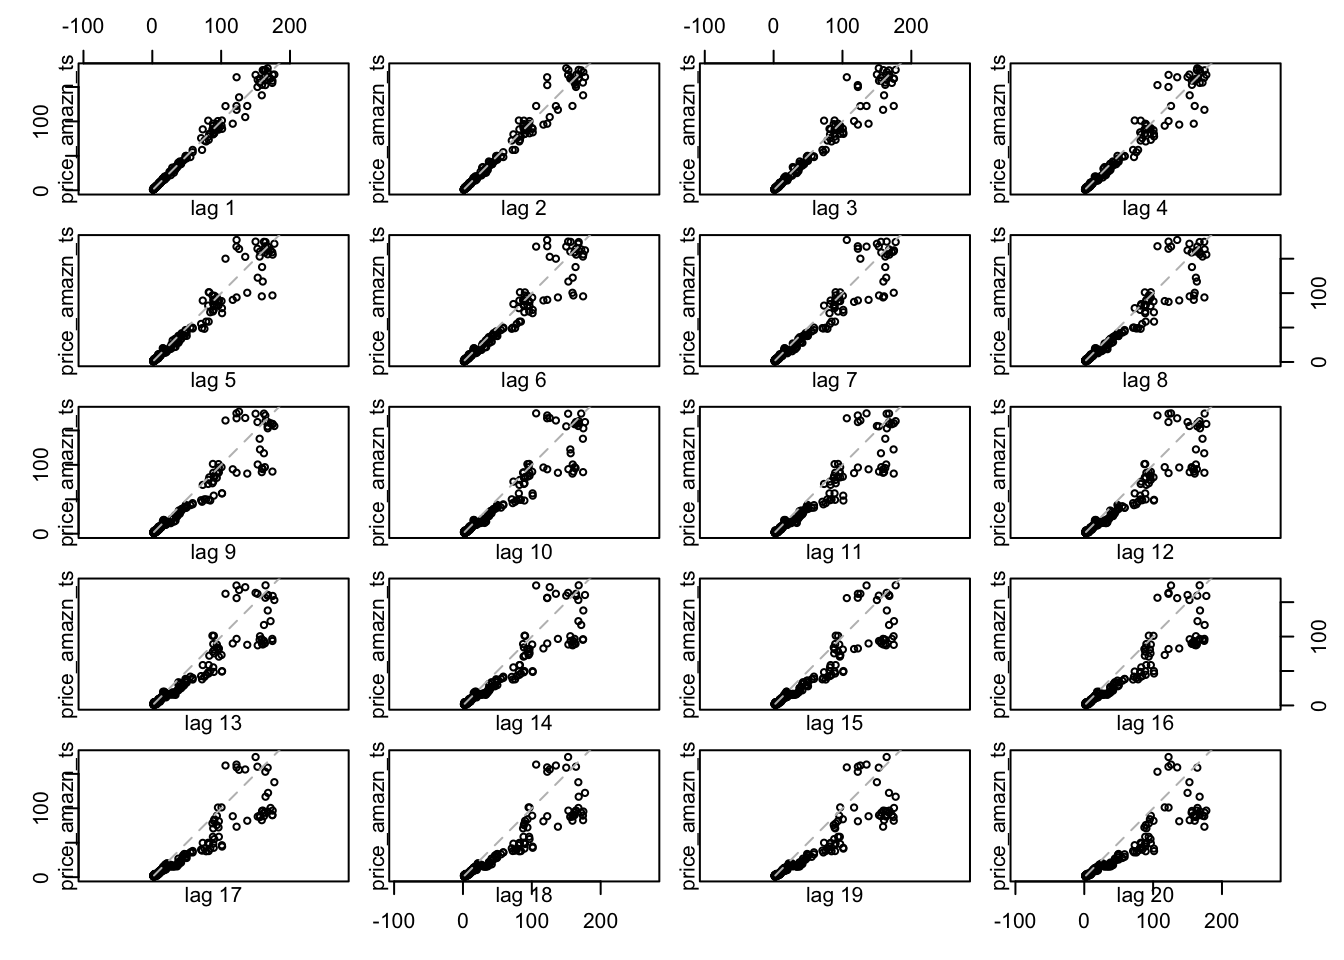 -100 0 100 200 -100 0 100 200
0 100 price_amazn_ts price_amazn_ts price_amazn_ts price_amazn_ts
lag 1 lag 2 lag 3 lag 4
price_amazn_ts price_amazn_ts price_amazn_ts price_amazn_ts 0 100
lag 5 lag 6 lag 7 lag 8
0 100 price_amazn_ts price_amazn_ts price_amazn_ts price_amazn_ts
lag 9 lag 10 lag 11 lag 12
price_amazn_ts price_amazn_ts price_amazn_ts price_amazn_ts 0 100
lag 13 lag 14 lag 15 lag 16
0 100 price_amazn_ts price_amazn_ts price_amazn_ts price_amazn_ts
lag 17 lag 18 lag 19 lag 20
-100 0 100 200 -100 0 100 200